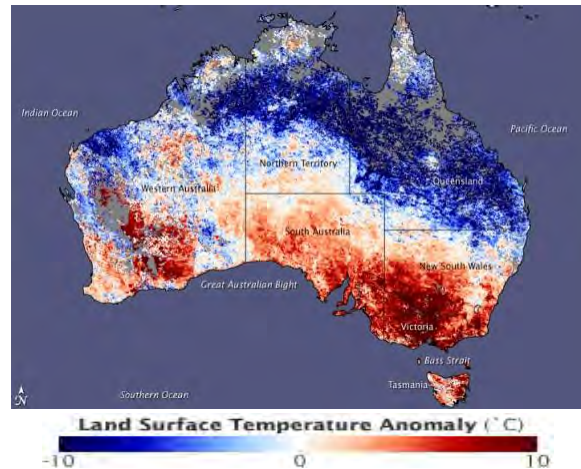 Indian Ocean
Pacific Ocean
Northern Territory
Queensland
Western Australia
South Australia
New South Wales
Great Australian Bight
Victoria
Bass Strait
Tasmania
Southern Ocean
N
Land Surface Temperature Anomaly (˚C)
-10 0 10